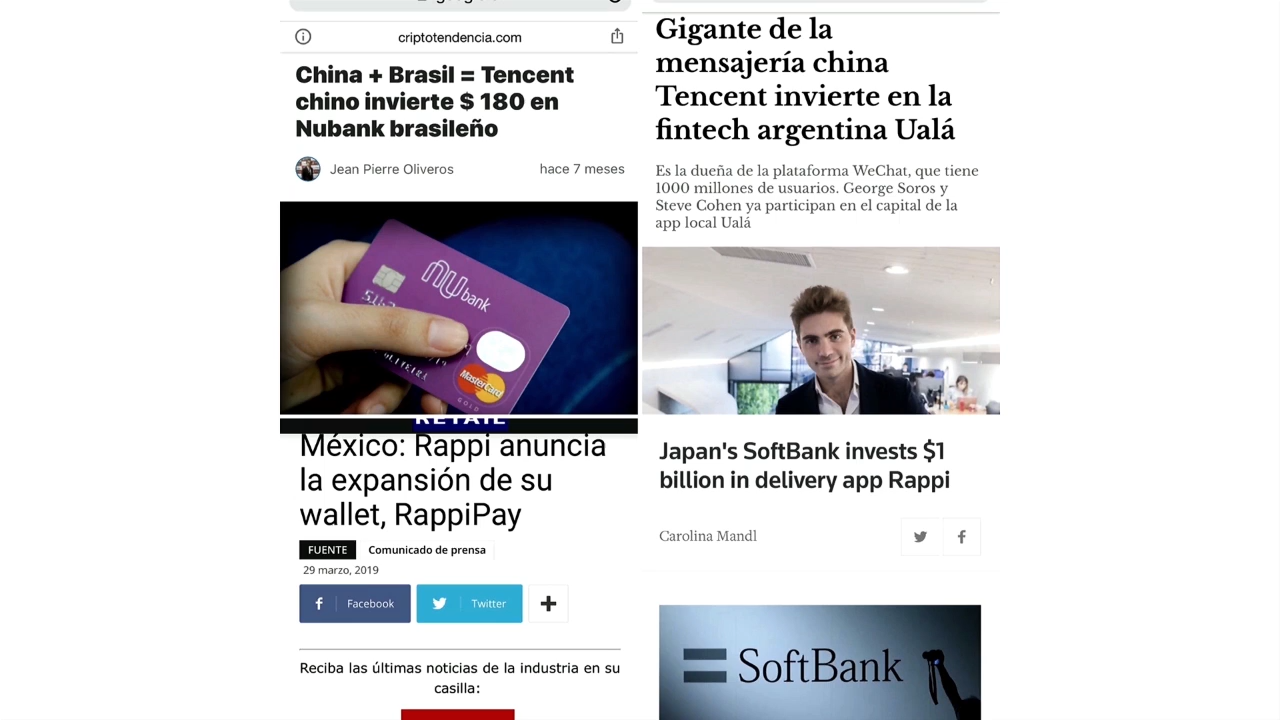 criptotendencia.com
China + Brasil = Tencent
chino invierte $ 180 en
Nubank brasileño
Jean Pierre Oliveros
hace 7 meses
nu bank
MasterCard
GOLD
RETAIL
México: Rappi anuncia
la expansión de su
wallet, RappiPay
FUENTE
Comunicado de prensa
29 marzo, 2019
Facebook
Twitter
Reciba las últimas noticias de la industria en su
casilla:
Gigante de la
mensajería china
Tencent invierte en la
fintech argentina Ualá
Es la dueña de la plataforma WeChat, que tiene
1000 millones de usuarios. George Soros y
Steve Cohen ya participan en el capital de la
app local Ualá
Japan's SoftBank invests $1
billion in delivery app Rappi
Carolina Mandl
SoftBank